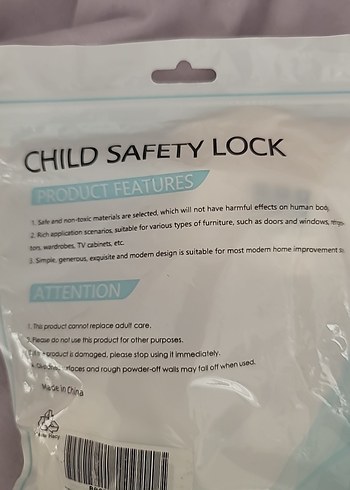 CHILD SAFETY LOCK
PRODUCT FEATURES
1. Safe and non-toxic materials are selected, which will not have harmful effects on human
2. Rich application scenarios, suitable for various types of furniture, such as doors and windows,
tors, wardrobes, TV cabinets, etc.
3. Simple, generous, exquisite and modern design is suitable for most modern home improvement
ATTENTION
1. This product cannot replace adult care.
2. Please do not use this product for other purposes.
product is damaged, please stop using it immediately.
and rough powder-off walls may fall off when used.
Made in China